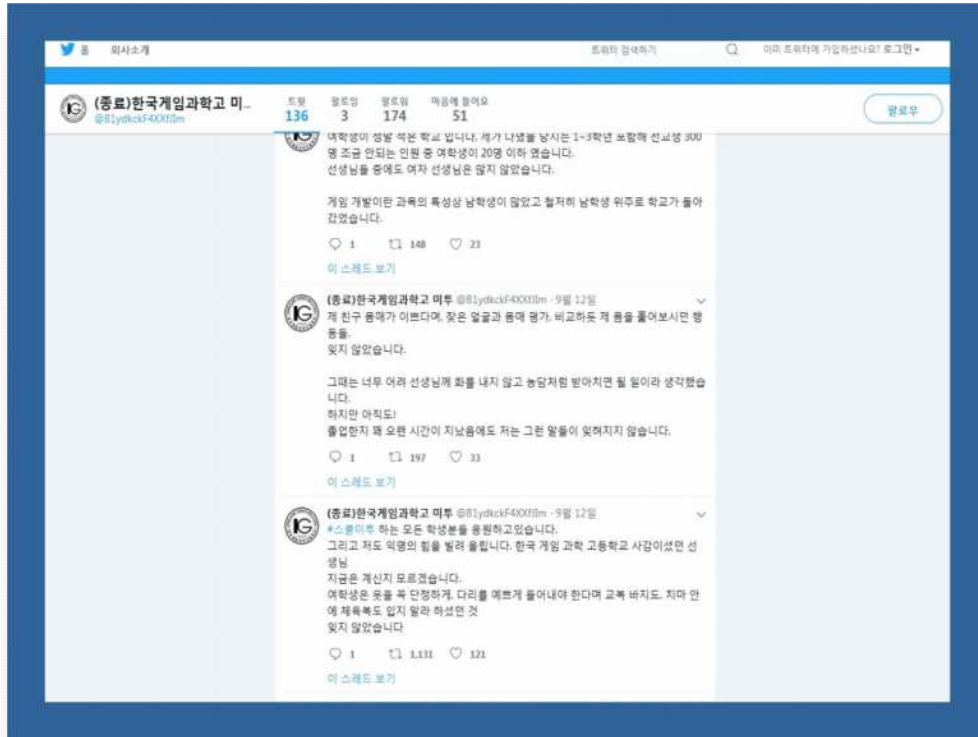 홈 회사소개 트위터 검색하기 이미 트위터에 가입하셨나요? 로그인
(종료)한국게임과학고 미...
트윗 팔로잉 팔로워 마음에 들어요
136 3 174 51
팔로우
여학생이 정말 적은 학교 입니다. 제가 다녔을 당시는 1~3학년 포함해 전교생 300
명 조금 안되는 인원 중 여학생이 20명 이하 였습니다.
선생님들 중에도 여자 선생님은 많지 않았습니다.
게임 개발이란 과목의 특성상 남학생이 많았고 철저히 남학생 위주로 학교가 돌아
갔었습니다.
1 148 23
이 스레드 보기
(종료)한국게임과학고 미투 · 9월 12일
제 친구 몸매가 이쁘다며, 잦은 얼굴과 몸매 평가, 비교하듯 제 몸을 훑어보시던 행
동들.
잊지 않았습니다.
그때는 너무 어려 선생님께 화를 내지 않고 농담처럼 받아치면 될 일이라 생각했습
니다.
하지만 아직도!
졸업한지 꽤 오랜 시간이 지났음에도 저는 그런 말들이 잊혀지지 않습니다.
1 197 33
이 스레드 보기
(종료)한국게임과학고 미투 · 9월 12일
#스쿨미투 하는 모든 학생분들 응원하고있습니다.
그리고 저도 익명의 힘을 빌려 올립니다. 한국 게임 과학 고등학교 사감이셨던 선
생님
지금은 계신지 모르겠습니다.
여학생은 옷을 꼭 단정하게, 다리를 예쁘게 들어내야 한다며 교복 바지도, 치마 안
에 체육복도 입지 말라 하셨던 것
잊지 않았습니다
1 1,131 121
이 스레드 보기